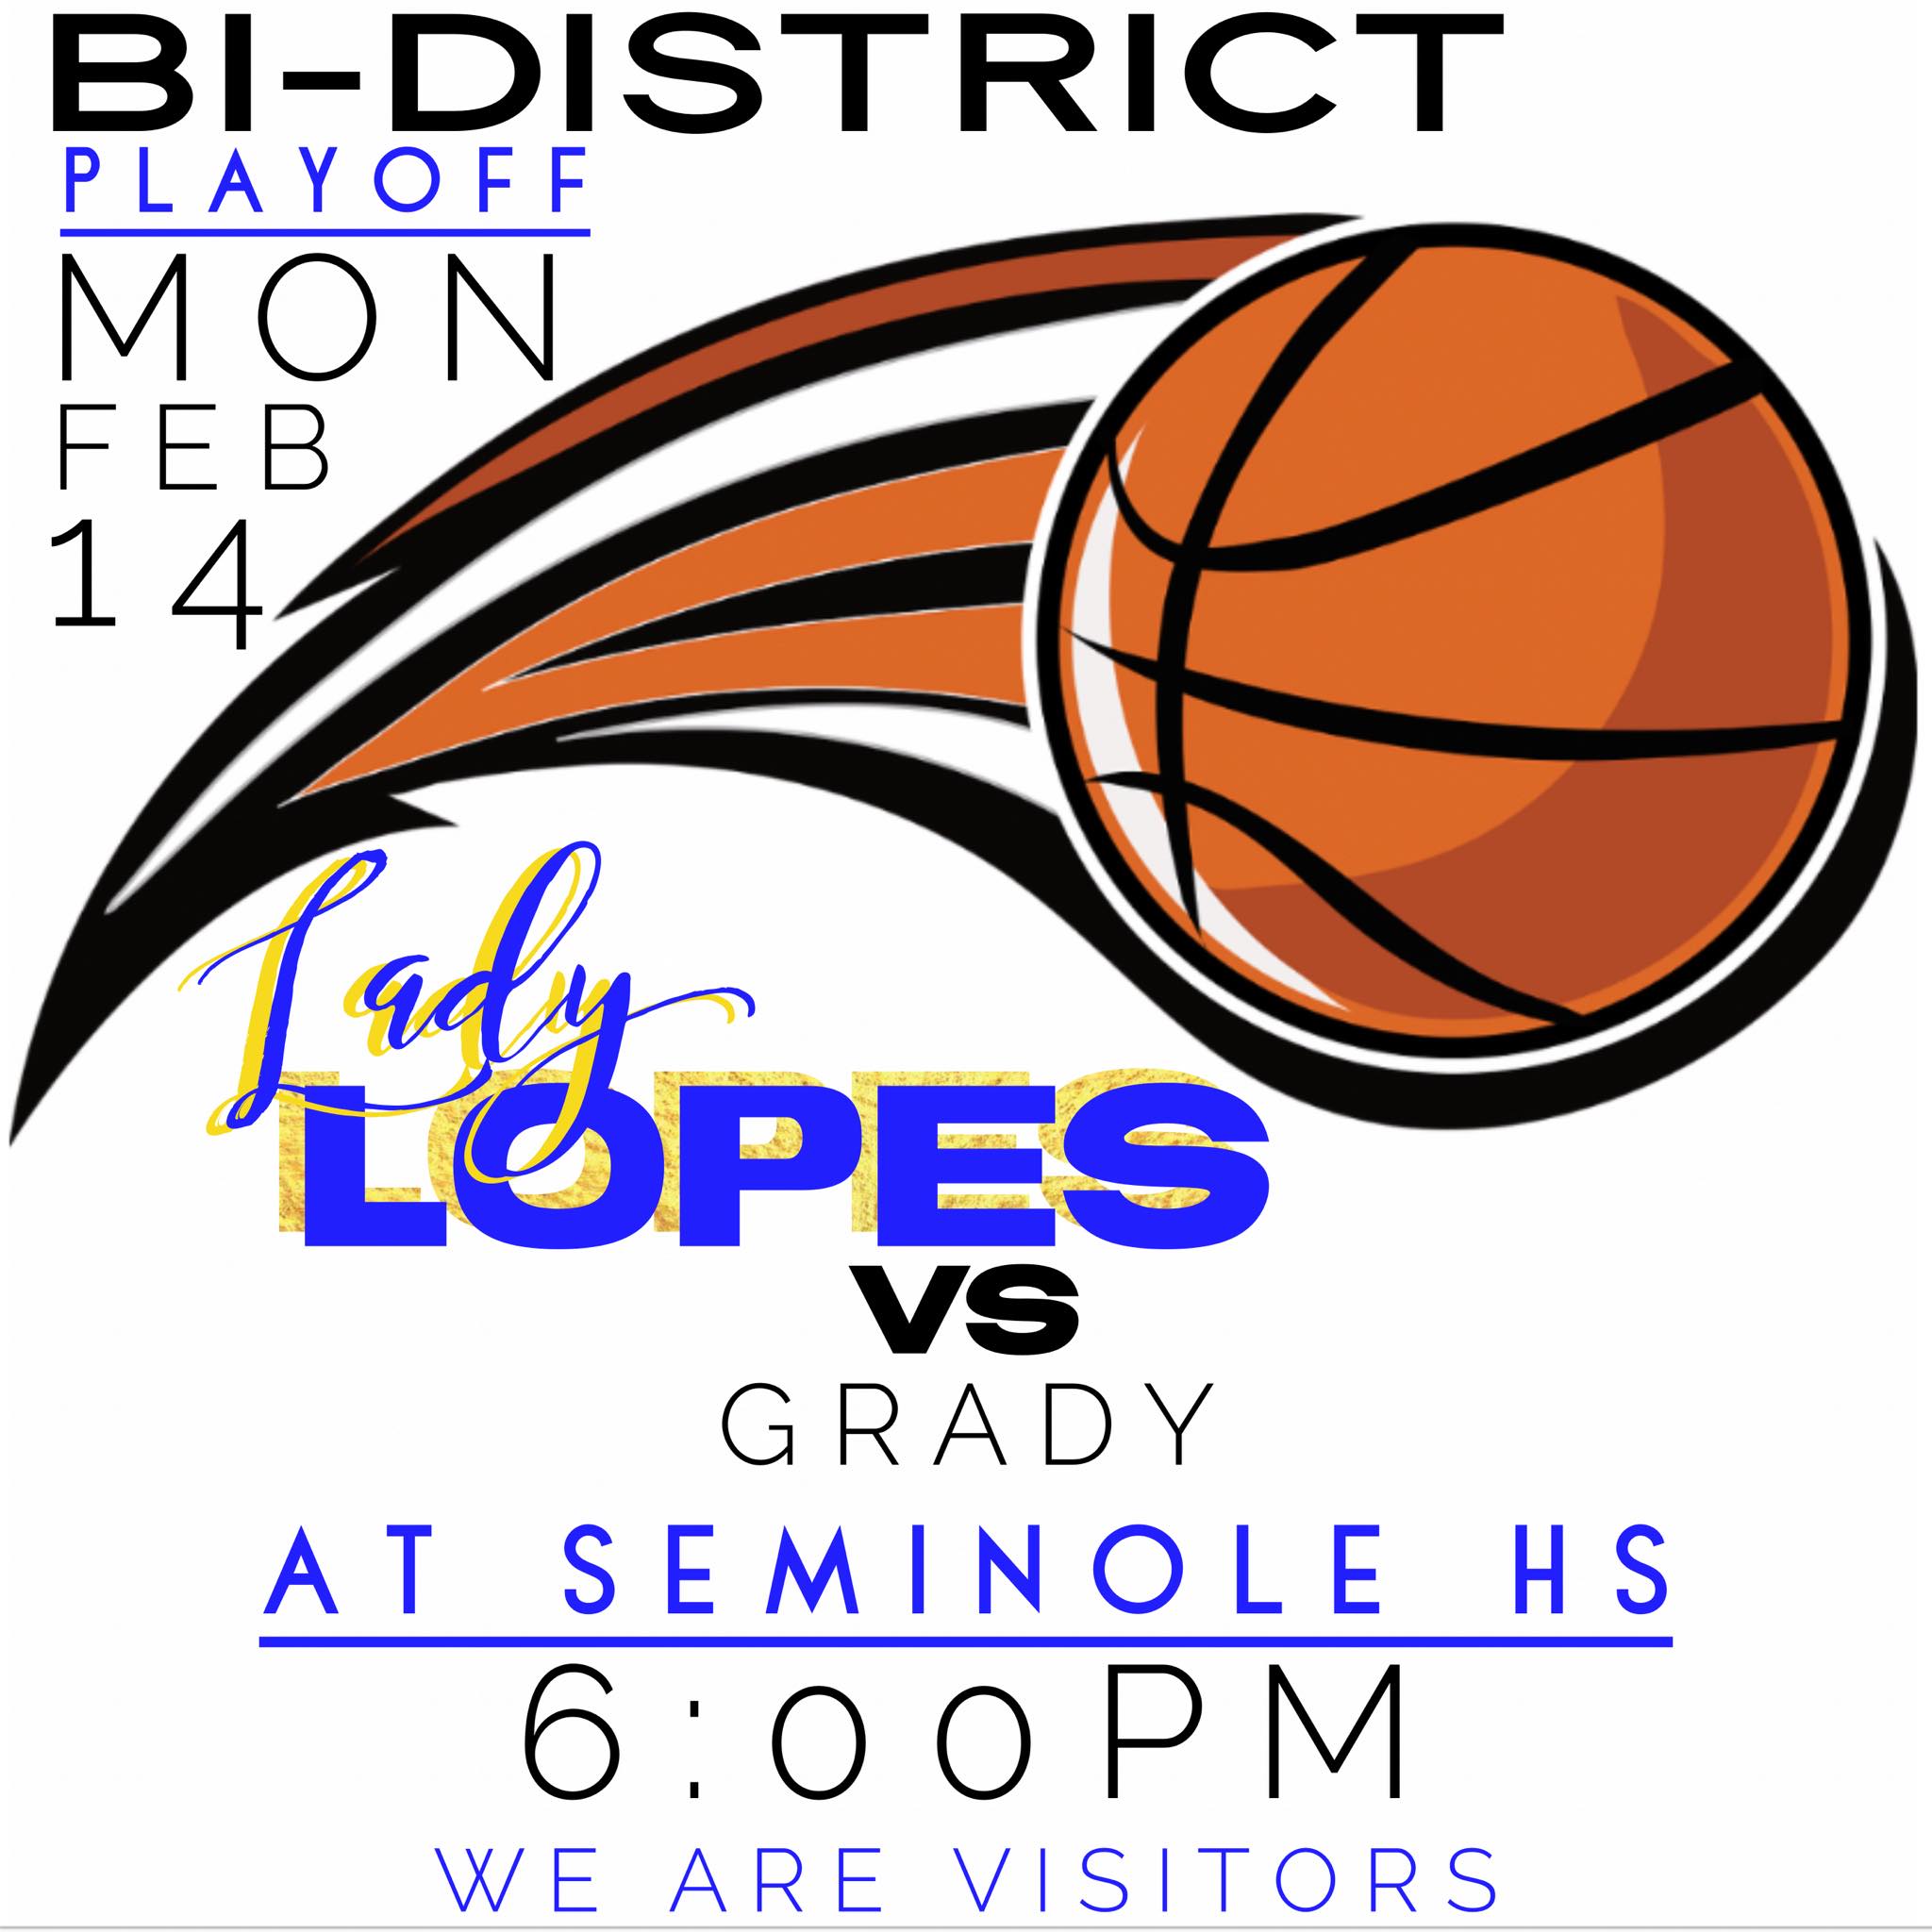 BI-DISTRICT
PLAYOFF
MON
FEB
14
Lady
LOPES
VS
GRADY
AT SEMINOLE HS
6:00PM
WE ARE VISITORS